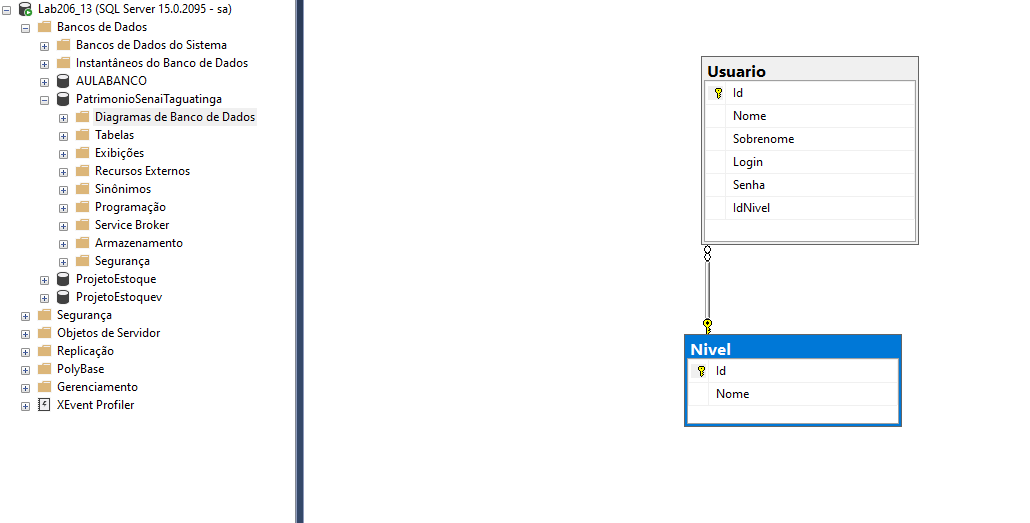 Lab206_13 (SQL Server 15.0.2095 - sa)
Bancos de Dados
Bancos de Dados do Sistema
Instantâneos do Banco de Dados
AULABANCO
PatrimonioSenaiTaguatinga
Diagramas de Banco de Dados
Tabelas
Exibições
Recursos Externos
Sinônimos
Programação
Service Broker
Armazenamento
Segurança
ProjetoEstoque
ProjetoEstoquev
Segurança
Objetos de Servidor
Replicação
PolyBase
Gerenciamento
XEvent Profiler
Usuario
Id
Nome
Sobrenome
Login
Senha
IdNivel
Nivel
Id
Nome